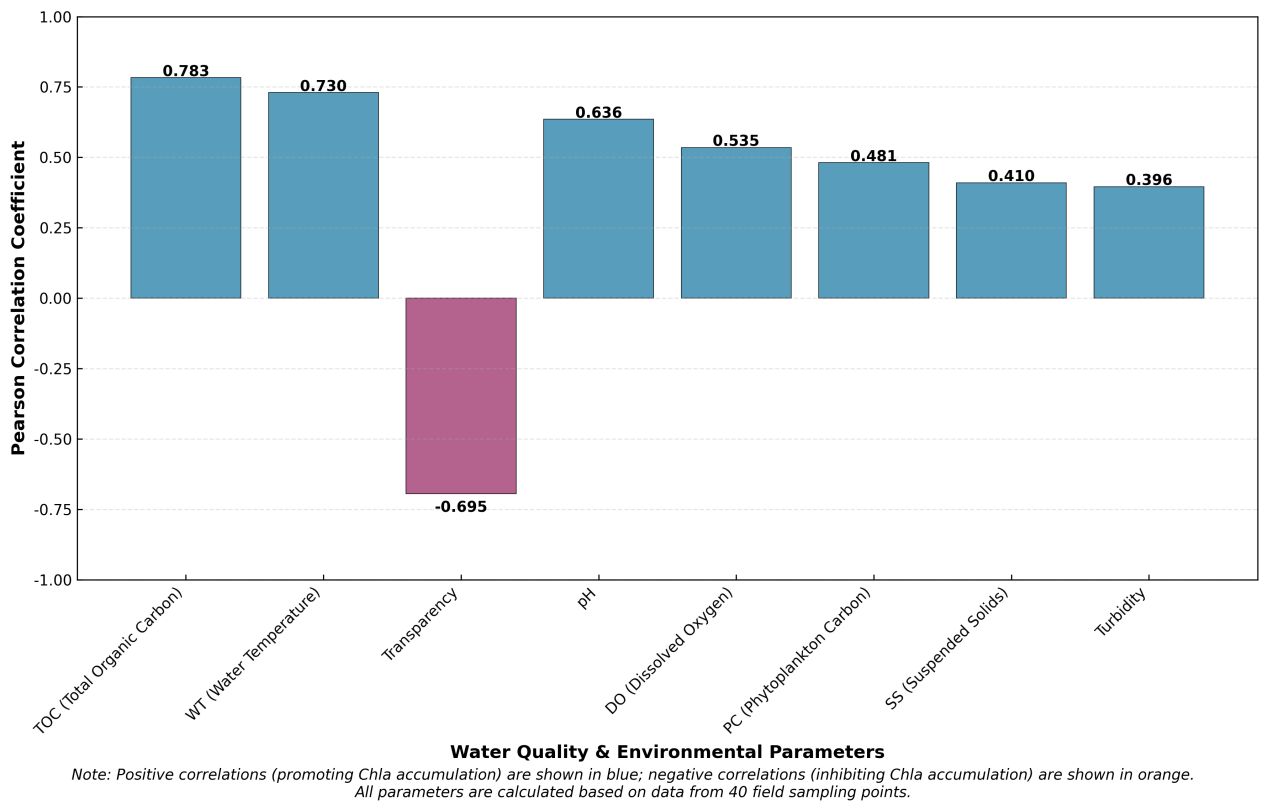 1.00
0.75
0.50
0.25
0.00
-0.25
-0.50
-0.75
-1.00
Pearson Correlation Coefficient
0.783
0.730
-0.695
0.636
0.535
0.481
0.410
0.396
TOC (Total Organic Carbon)
WT (Water Temperature)
Transparency
pH
DO (Dissolved Oxygen)
PC (Phytoplankton Carbon)
SS (Suspended Solids)
Turbidity
Water Quality & Environmental Parameters
Note: Positive correlations (promoting Chla accumulation) are shown in blue; negative correlations (inhibiting Chla accumulation) are shown in orange.
All parameters are calculated based on data from 40 field sampling points.